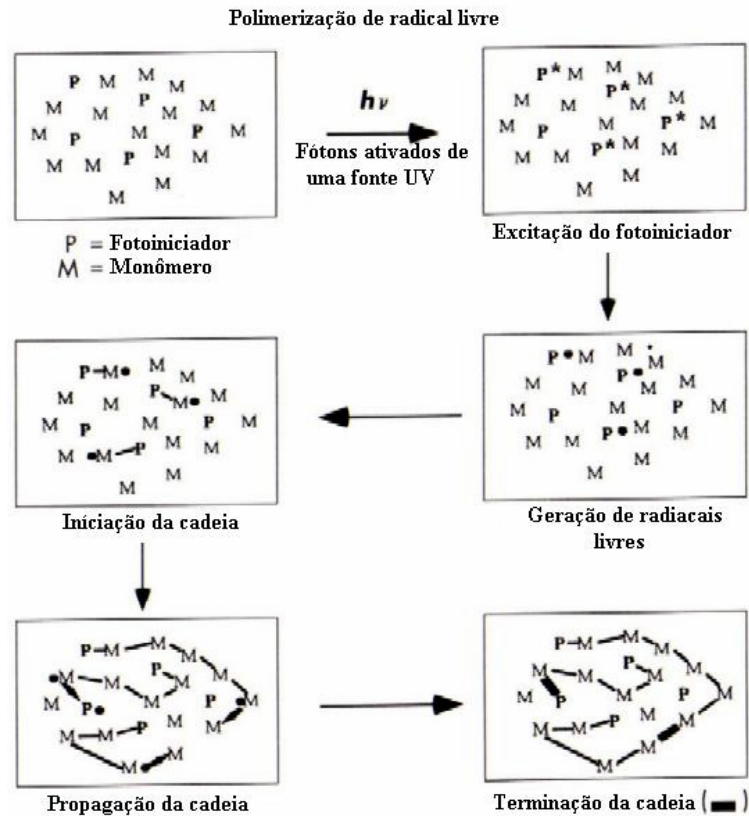 Polimerização de radical livre
P M M M
M M P M M
M P M P M
M M P M M
M M
hν
Fótons ativados de
uma fonte UV
P* M M M
M M P* M M
M P M P* M
M M P* M M
M M
P = Fotoiniciador
M = Monômero
Excitação do fotoiniciador
P–M• M M
M M P M• M
M P M P M
M •M P M M
M M
Iníciação da cadeia
P•M M M
M P• M M
M P M P M
M M P• M M
M M
Geração de radiacais
livres
P–M M M
•M M P M M
M P• M M P •M
M M P M M
M• M
Propagação da cadeia
P–M M M
M M P M M
M P M M P M
M M P M M
M M
Terminação da cadeia ( )